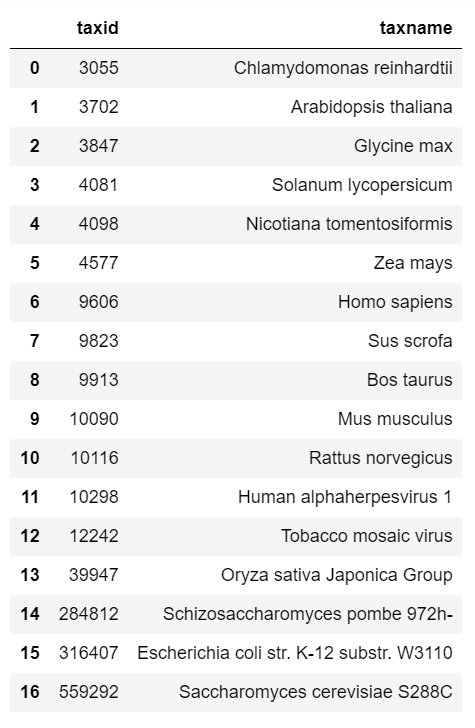 taxid taxname
0 3055 Chlamydomonas reinhardtii
1 3702 Arabidopsis thaliana
2 3847 Glycine max
3 4081 Solanum lycopersicum
4 4098 Nicotiana tomentosiformis
5 4577 Zea mays
6 9606 Homo sapiens
7 9823 Sus scrofa
8 9913 Bos taurus
9 10090 Mus musculus
10 10116 Rattus norvegicus
11 10298 Human alphaherpesvirus 1
12 12242 Tobacco mosaic virus
13 39947 Oryza sativa Japonica Group
14 284812 Schizosaccharomyces pombe 972h-
15 316407 Escherichia coli str. K-12 substr. W3110
16 559292 Saccharomyces cerevisiae S288C